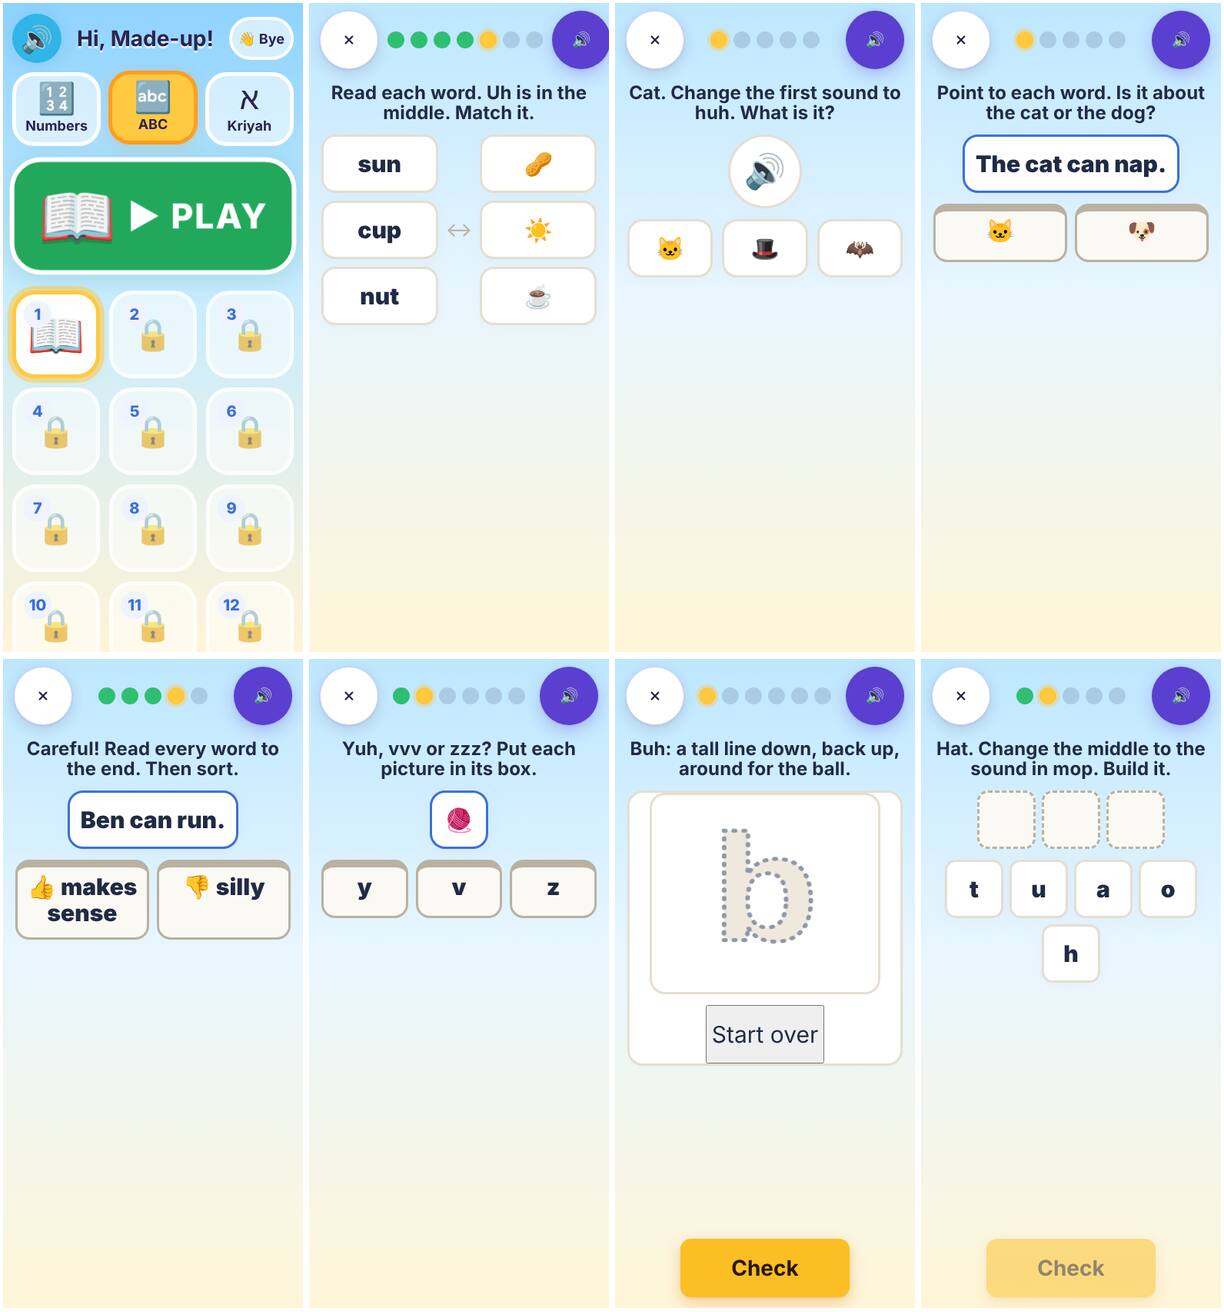 Hi, Made-up!
👋 Bye
1 2
3 4
Numbers
abc
ABC
א
Kriyah
▶ PLAY
1
2
3
4
5
6
7
8
9
10
11
12
×
Read each word. Uh is in the
middle. Match it.
sun
cup
↔
nut
×
Cat. Change the first sound to
huh. What is it?
×
Point to each word. Is it about
the cat or the dog?
The cat can nap.
×
Careful! Read every word to
the end. Then sort.
Ben can run.
👍 makes
sense
👎 silly
×
Yuh, vvv or zzz? Put each
picture in its box.
y
v
z
×
Buh: a tall line down, back up,
around for the ball.
b
Start over
Check
×
Hat. Change the middle to the
sound in mop. Build it.
t
u
a
o
h
Check